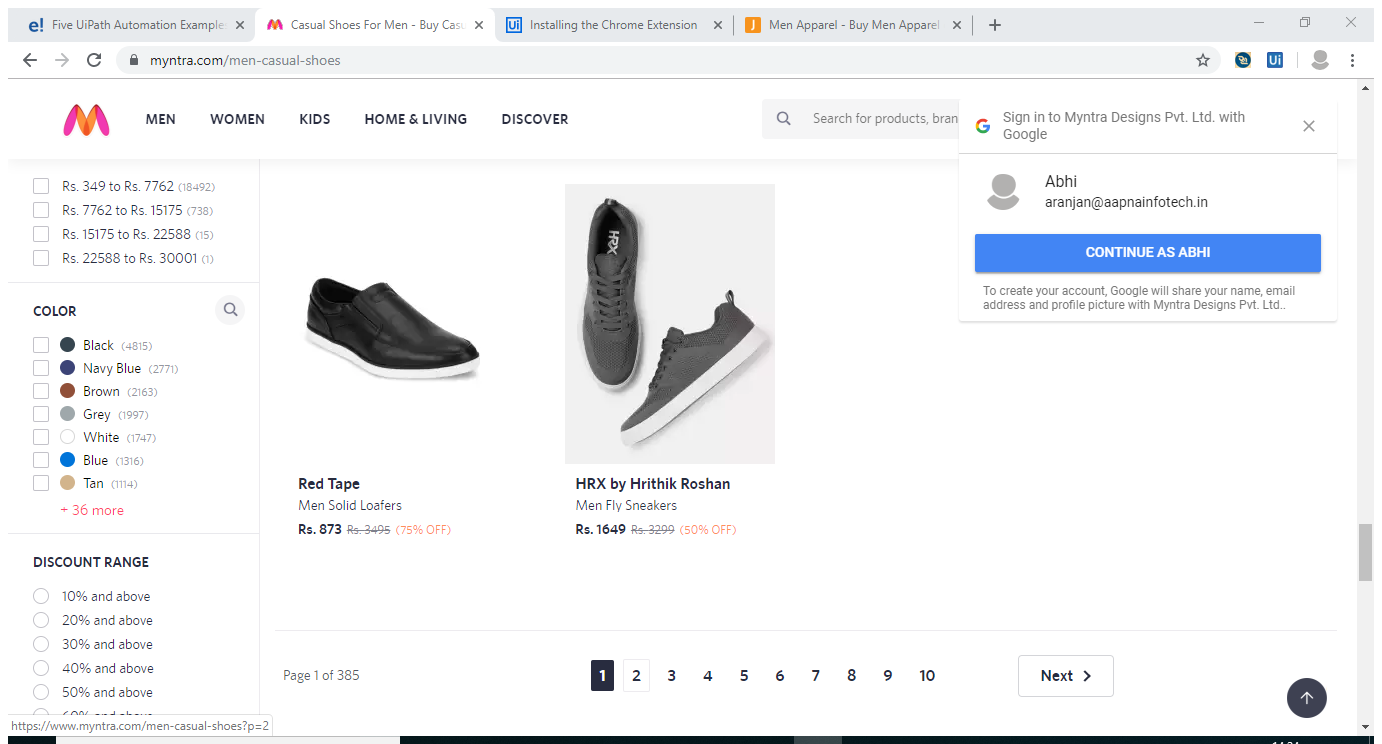 e! Five UiPath Automation Example
Casual Shoes For Men - Buy Casu
Ui Installing the Chrome Extension
J Men Apparel - Buy Men Apparel
myntra.com/men-casual-shoes
Ui
MEN WOMEN KIDS HOME & LIVING DISCOVER
Search for products, bran
Sign in to Myntra Designs Pvt. Ltd. with
Google
Abhi
aranjan@aapnainfotech.in
CONTINUE AS ABHI
To create your account, Google will share your name, email
address and profile picture with Myntra Designs Pvt. Ltd..
Rs. 349 to Rs. 7762 (18492)
Rs. 7762 to Rs. 15175 (738)
Rs. 15175 to Rs. 22588 (15)
Rs. 22588 to Rs. 30001 (1)
COLOR
Black (4815)
Navy Blue (2771)
Brown (2163)
Grey (1997)
White (1747)
Blue (1316)
Tan (1114)
+ 36 more
DISCOUNT RANGE
10% and above
20% and above
30% and above
40% and above
50% and above
60% and above
https://www.myntra.com/men-casual-shoes?p=2
Red Tape
Men Solid Loafers
Rs. 873 Rs. 3495 (75% OFF)
HRX
HRX by Hrithik Roshan
Men Fly Sneakers
Rs. 1649 Rs. 3299 (50% OFF)
Page 1 of 385
1 2 3 4 5 6 7 8 9 10
Next